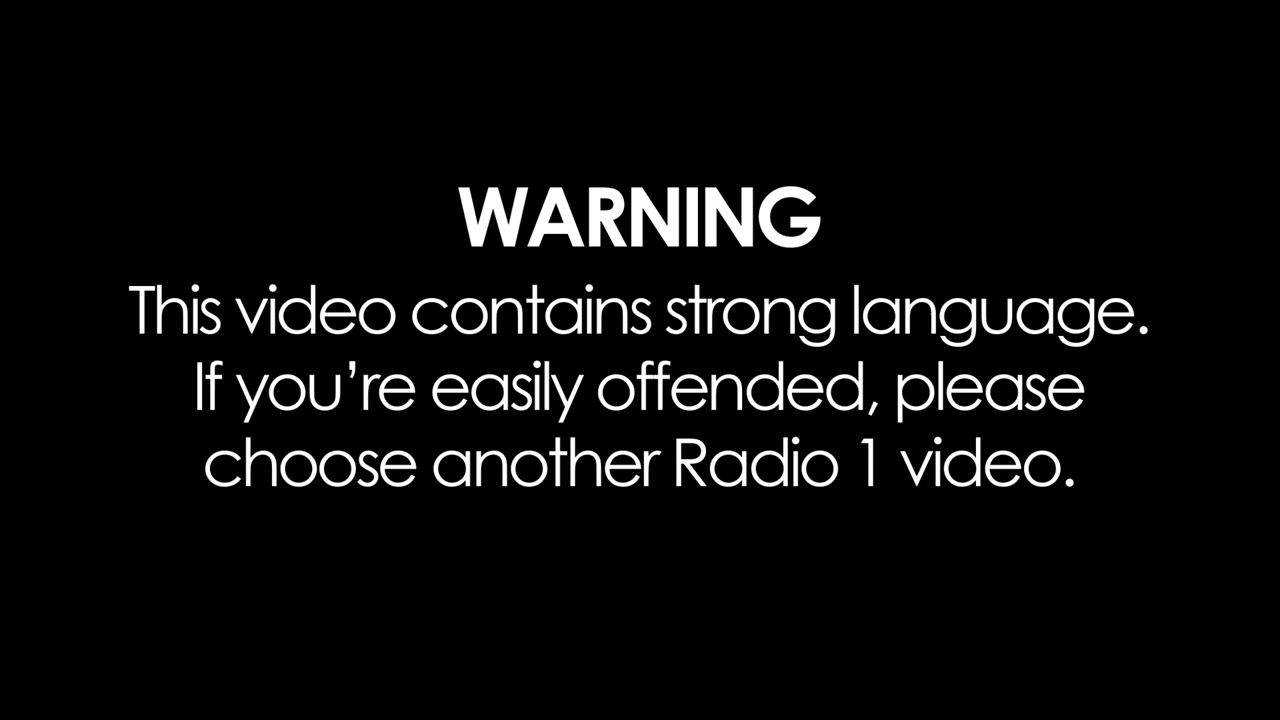 WARNING
This video contains strong language.
If you’re easily offended, please
choose another Radio 1 video.